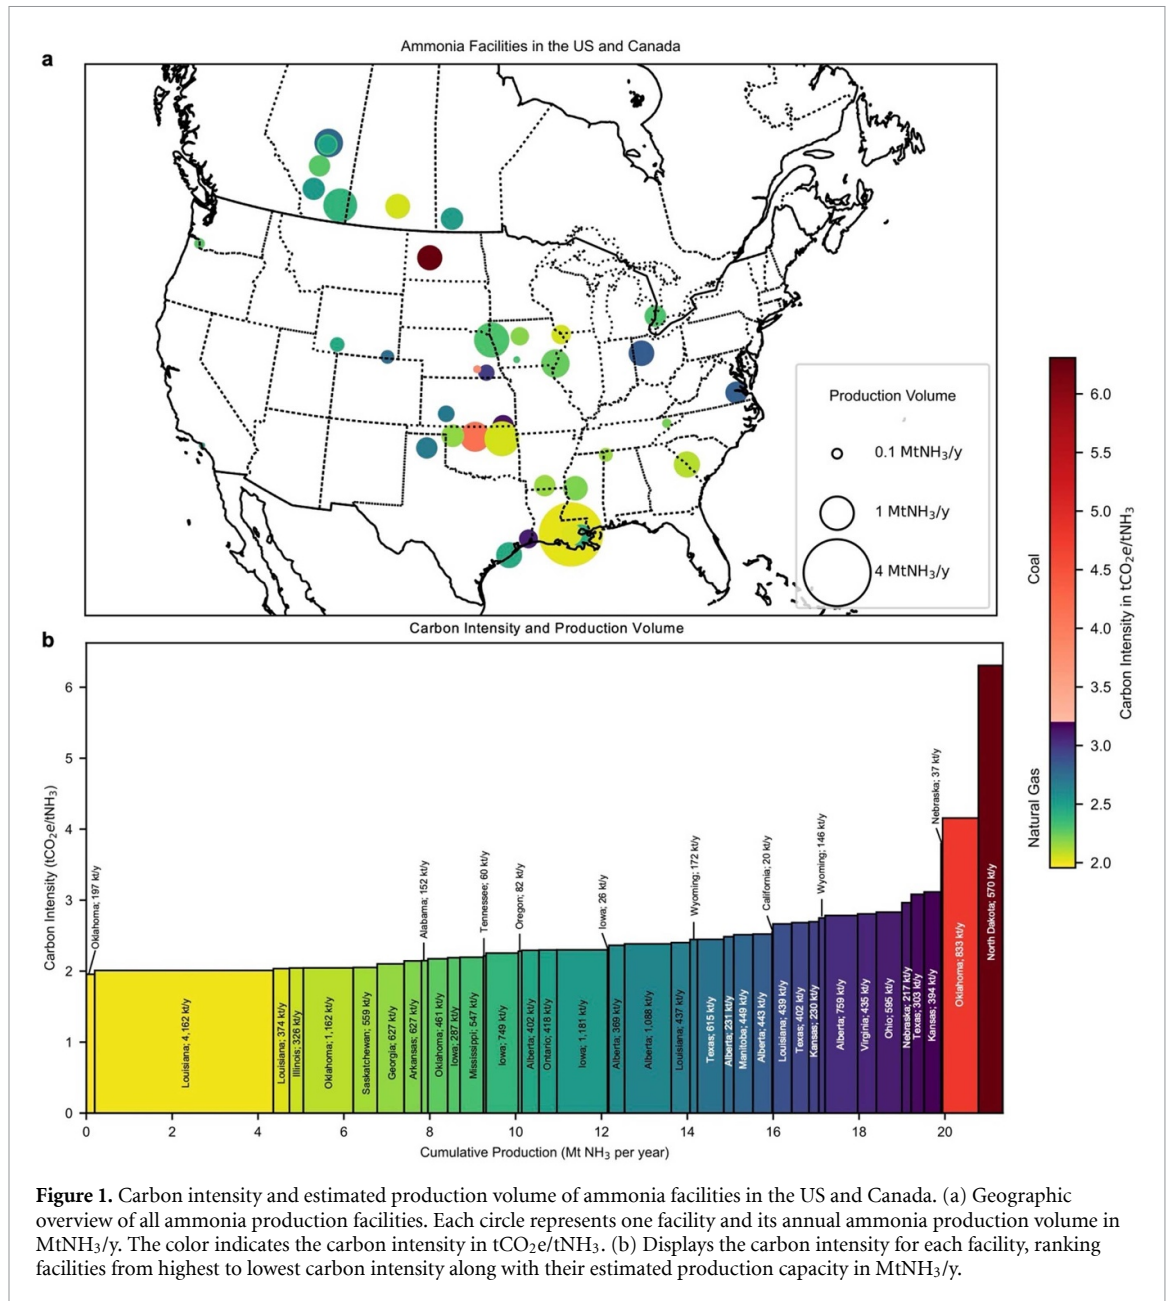 a
Ammonia Facilities in the US and Canada
Production Volume
0.1 MtNH3/y
1 MtNH3/y
4 MtNH3/y
6.0
5.5
5.0
4.5
4.0
3.5
3.0
2.5
2.0
Coal
Natural Gas
Carbon Intensity in tCO2e/tNH3
b
Carbon Intensity and Production Volume
Carbon Intensity (tCO2e/tNH3)
6
5
4
3
2
1
0
Oklahoma; 197 kt/y
Louisiana; 4,162 kt/y
Louisiana; 374 kt/y
Illinois; 326 kt/y
Oklahoma; 1,162 kt/y
Saskatchewan; 559 kt/y
Georgia; 627 kt/y
Arkansas; 627 kt/y
Alabama; 152 kt/y
Oklahoma; 461 kt/y
Iowa; 287 kt/y
Mississippi; 547 kt/y
Tennessee; 60 kt/y
Iowa; 749 kt/y
Oregon; 82 kt/y
Alberta; 402 kt/y
Ontario; 418 kt/y
Iowa; 1,181 kt/y
Iowa; 26 kt/y
Alberta; 369 kt/y
Alberta; 1,088 kt/y
Louisiana; 437 kt/y
Wyoming; 172 kt/y
Texas; 615 kt/y
Alberta; 231 kt/y
Manitoba; 449 kt/y
Alberta; 443 kt/y
California; 20 kt/y
Louisiana; 439 kt/y
Texas; 402 kt/y
Kansas; 230 kt/y
Wyoming; 146 kt/y
Alberta; 759 kt/y
Virginia; 435 kt/y
Ohio; 595 kt/y
Nebraska; 217 kt/y
Texas; 303 kt/y
Kansas; 394 kt/y
Nebraska; 37 kt/y
Oklahoma; 833 kt/y
North Dakota; 570 kt/y
0 2 4 6 8 10 12 14 16 18 20
Cumulative Production (Mt NH3 per year)
Figure 1. Carbon intensity and estimated production volume of ammonia facilities in the US and Canada. (a) Geographic
overview of all ammonia production facilities. Each circle represents one facility and its annual ammonia production volume in
MtNH3/y. The color indicates the carbon intensity in tCO2e/tNH3. (b) Displays the carbon intensity for each facility, ranking
facilities from highest to lowest carbon intensity along with their estimated production capacity in MtNH3/y.